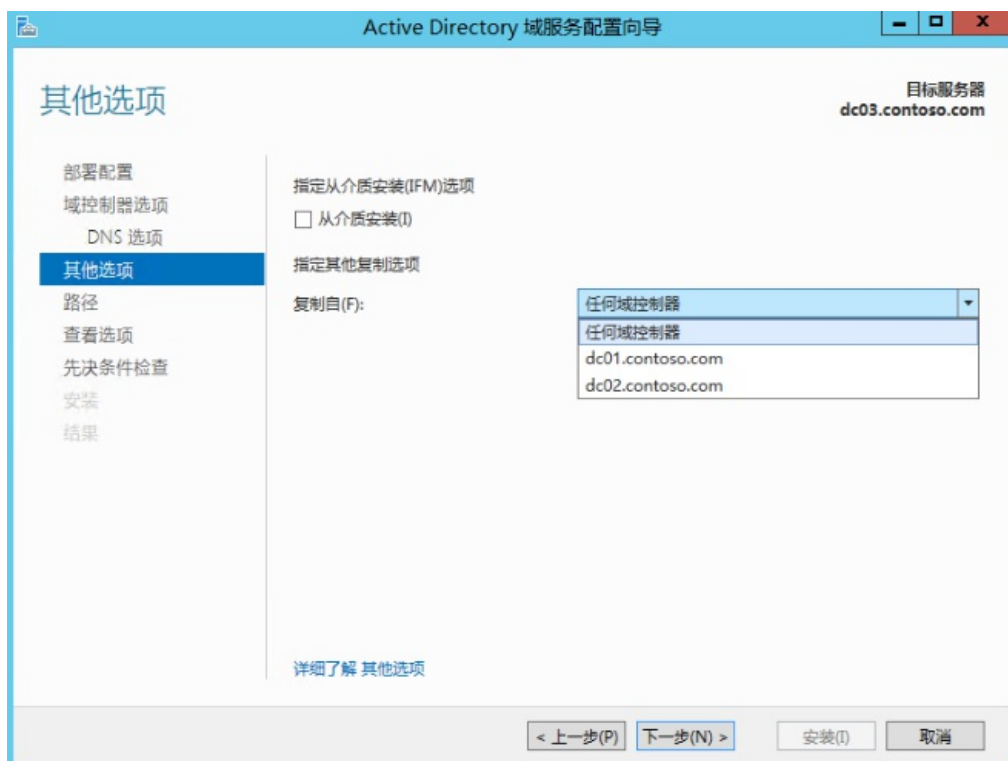 Active Directory 域服务配置向导
其他选项
目标服务器
dc03.contoso.com
部署配置
域控制器选项
DNS 选项
其他选项
路径
查看选项
先决条件检查
安装
结果
指定从介质安装(IFM)选项
从介质安装(I)
指定其他复制选项
复制自(F):
任何域控制器
任何域控制器
dc01.contoso.com
dc02.contoso.com
详细了解 其他选项
< 上一步(P) 下一步(N) > 安装(I) 取消